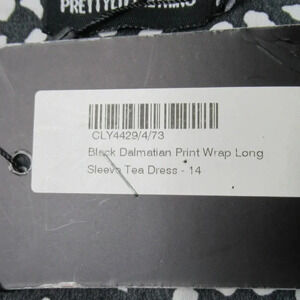 CLY4429/4/73
Black Dalmatian Print Wrap Long
Sleeve Tea Dress - 14